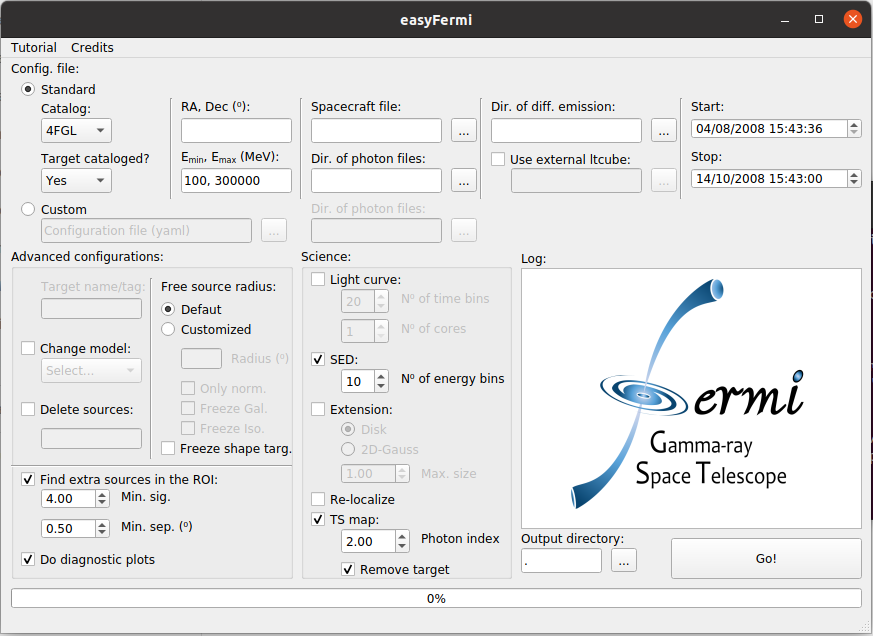 easyFermi
Tutorial Credits
Config. file:
Standard
Catalog:
4FGL
Target cataloged?
Yes
RA, Dec (º):
Emin, Emax (MeV):
100, 300000
Spacecraft file:
...
Dir. of photon files:
...
Dir. of diff. emission:
...
Use external ltcube:
...
Start:
04/08/2008 15:43:36
Stop:
14/10/2008 15:43:00
Custom
Configuration file (yaml)
...
Dir. of photon files:
...
Advanced configurations:
Target name/tag:
Change model:
Select...
Delete sources:
Free source radius:
Defaut
Customized
Radius (º)
Only norm.
Freeze Gal.
Freeze Iso.
Freeze shape targ.
Find extra sources in the ROI:
4.00 Min. sig.
0.50 Min. sep. (º)
Do diagnostic plots
Science:
Light curve:
20 Nº of time bins
1 Nº of cores
SED:
10 Nº of energy bins
Extension:
Disk
2D-Gauss
1.00 Max. size
Re-localize
TS map:
2.00 Photon index
Remove target
Log:
Fermi
Gamma-ray
Space Telescope
Output directory:
.
...
Go!
0%